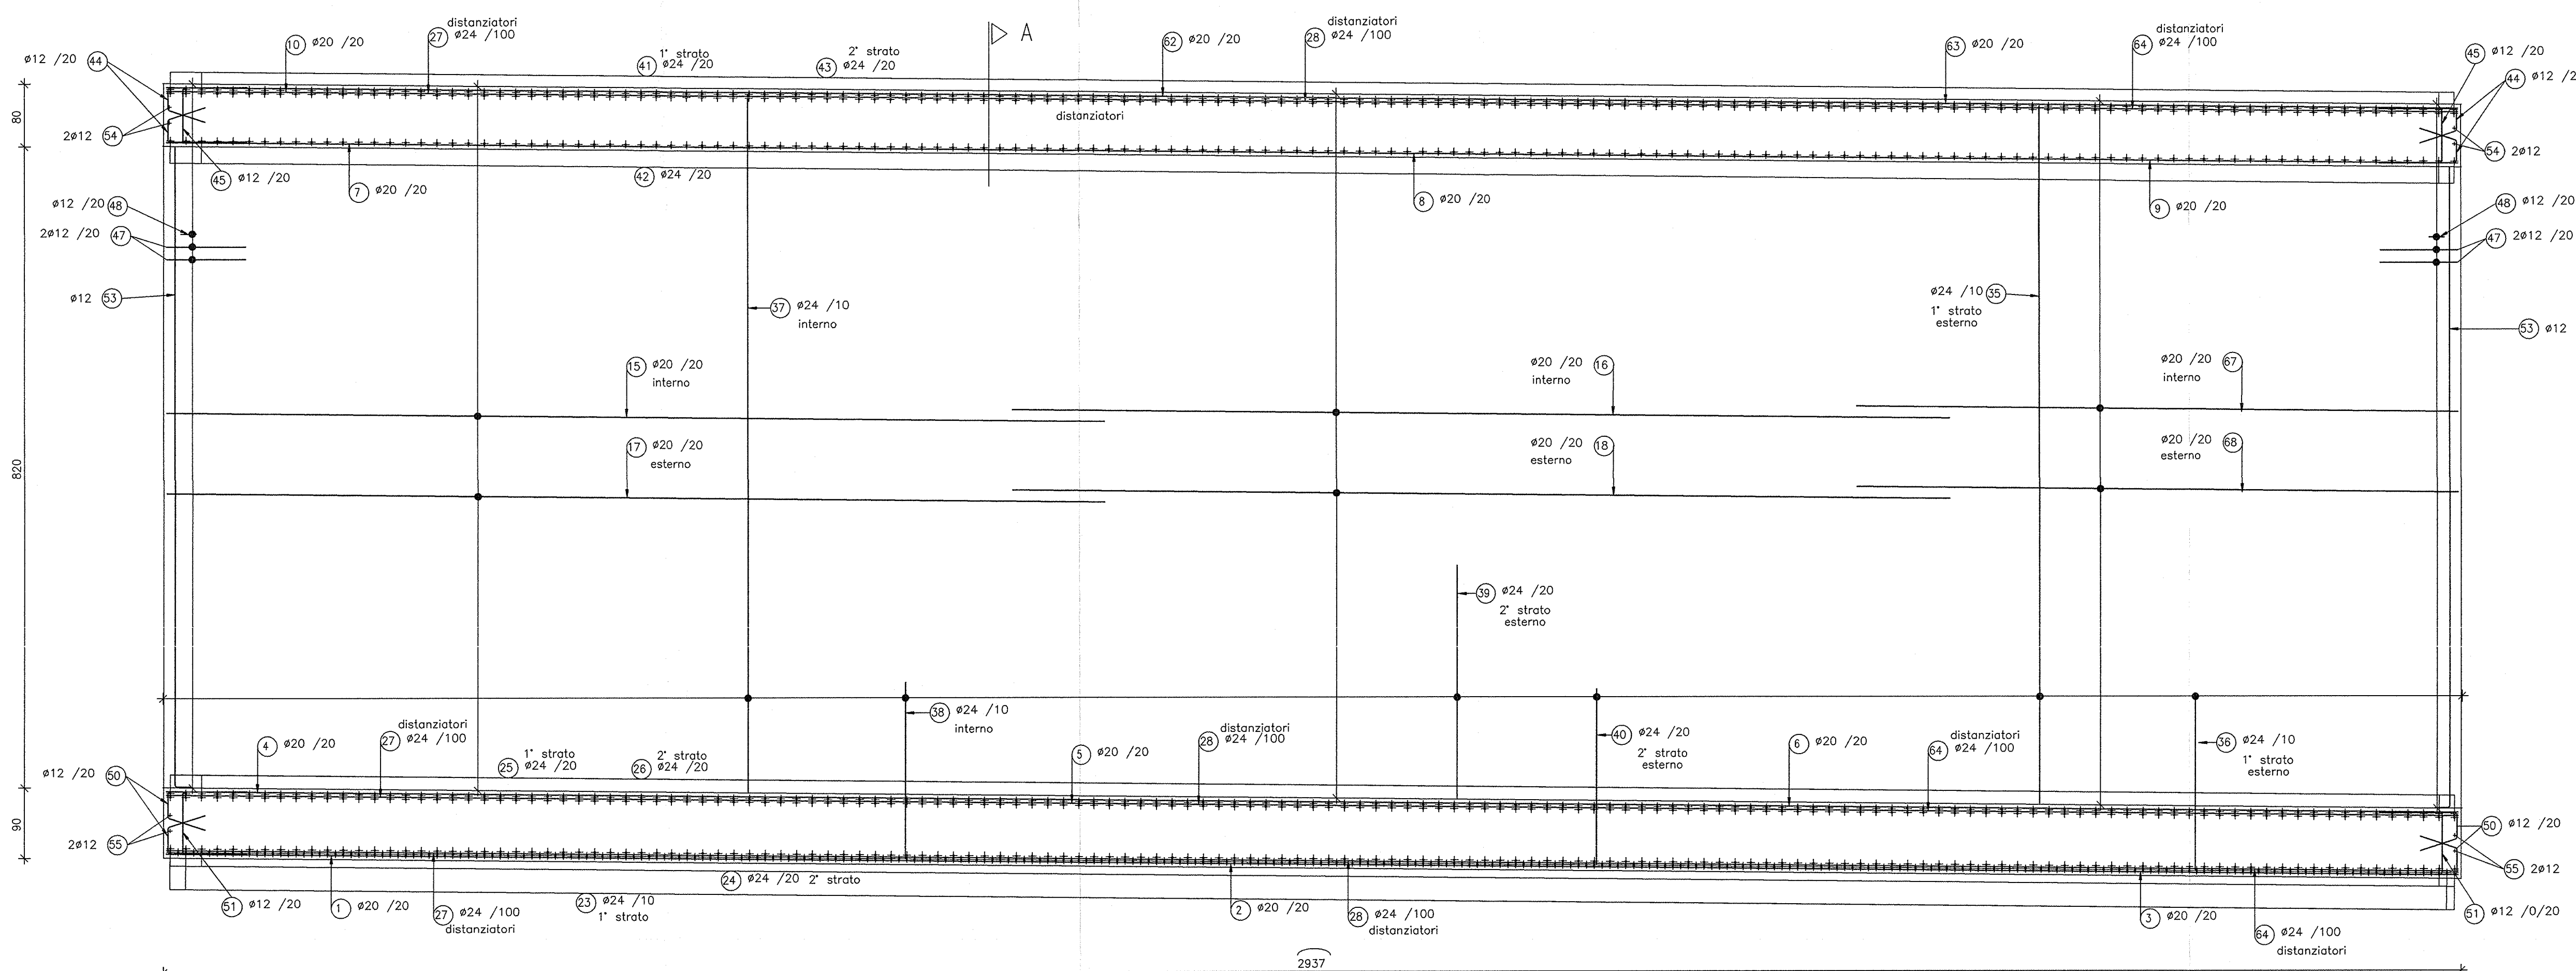 distanziatori
10 ø20 /20
27 ø24 /100
1° strato
41 ø24 /20
2° strato
43 ø24 /20
A
62 ø20 /20
distanziatori
28 ø24 /100
63 ø20 /20
distanziatori
64 ø24 /100
45 ø12 /20
ø12 /20 44
44 ø12 /2
80
distanziatori
2ø12 54
54 2ø12
45 ø12 /20
7 ø20 /20
42 ø24 /20
8 ø20 /20
9 ø20 /20
ø12 /20 48
48 ø12 /20
2ø12 /20 47
47 2ø12 /20
ø12 53
37 ø24 /10
interno
ø24 /10 35
1° strato
esterno
53 ø12
15 ø20 /20
interno
ø20 /20 16
interno
ø20 /20 67
interno
820
17 ø20 /20
esterno
ø20 /20 18
esterno
ø20 /20 68
esterno
39 ø24 /20
2° strato
esterno
38 ø24 /10
interno
40 ø24 /20
2° strato
esterno
36 ø24 /10
1° strato
esterno
4 ø20 /20
distanziatori
27 ø24 /100
1° strato
25 ø24 /20
2° strato
26 ø24 /20
5 ø20 /20
distanziatori
28 ø24 /100
6 ø20 /20
distanziatori
64 ø24 /100
ø12 /20 50
50 ø12 /20
90
2ø12 55
55 2ø12
51 ø12 /20
1 ø20 /20
27 ø24 /100
distanziatori
23 ø24 /10
1° strato
24 ø24 /20 2° strato
2 ø20 /20
28 ø24 /100
distanziatori
3 ø20 /20
64 ø24 /100
distanziatori
51 ø12 /0/20
2937